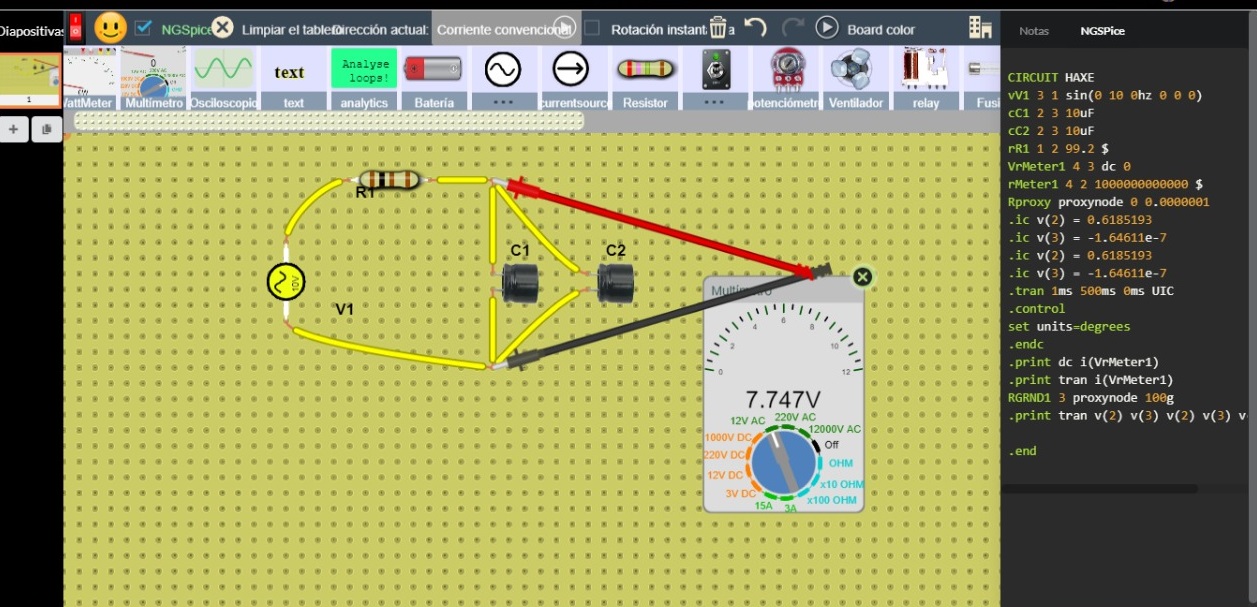 Diapositivas
NGSpice
Limpiar el tablero
Dirección actual:
Corriente convencional
Rotación instant
Board color
Notas
NGSPice
text
Analyse
loops!
WattMeter
Multímetro
Osciloscopio
text
analytics
Batería
...
currentsource
Resistor
...
potenciómetro
Ventilador
relay
Fusi
1
R1
C1
C2
V1
10V
Multímetro
0
2
4
6
8
10
12
7.747V
12V AC
220V AC
12000V AC
1000V DC
Off
220V DC
OHM
12V DC
x10 OHM
3V DC
x100 OHM
15A
3A
CIRCUIT HAXE
vV1 3 1 sin(0 10 0hz 0 0 0)
cC1 2 3 10uF
cC2 2 3 10uF
rR1 1 2 99.2 $
VrMeter1 4 3 dc 0
rMeter1 4 2 1000000000000 $
Rproxy proxynode 0 0.0000001
.ic v(2) = 0.6185193
.ic v(3) = -1.64611e-7
.ic v(2) = 0.6185193
.ic v(3) = -1.64611e-7
.tran 1ms 500ms 0ms UIC
.control
set units=degrees
.endc
.print dc i(VrMeter1)
.print tran i(VrMeter1)
RGRND1 3 proxynode 100g
.print tran v(2) v(3) v(2) v(3) v
.end